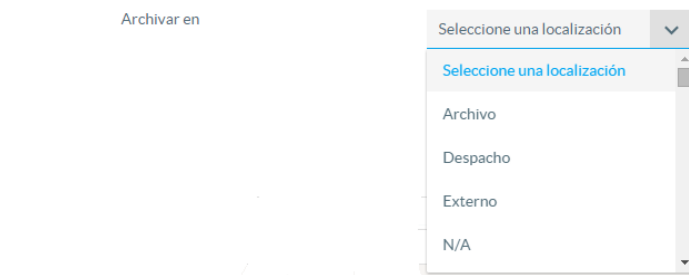 Archivar en
Seleccione una localización
Seleccione una localización
Archivo
Despacho
Externo
N/A